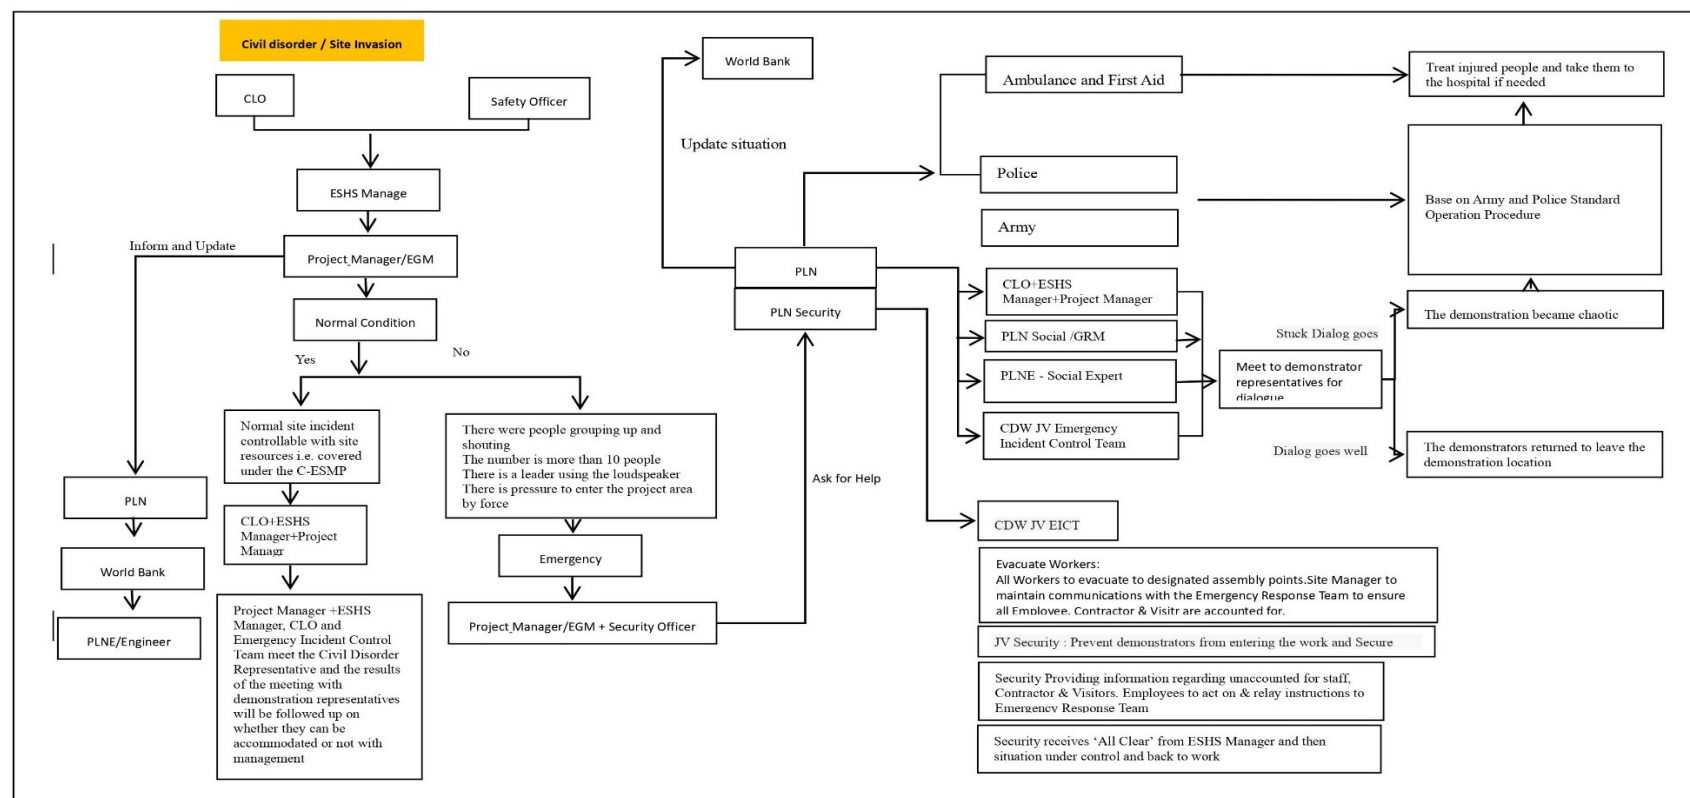 Civil disorder / Site Invasion
CLO
Safety Officer
ESHS Manage
Inform and Update
Project Manager/EGM
Normal Condition
Yes
No
Normal site incident
controllable with site
resources i.e. covered
under the C-ESMP
CLO+ESHS
Manager+Project
Managr
Project Manager +ESHS
Manager, CLO and
Emergency Incident Control
Team meet the Civil Disorder
Representative and the results
of the meeting with
demonstration representatives
will be followed up on
whether they can be
accommodated or not with
management
PLN
World Bank
PLNE/Engineer
There were people grouping up and
shouting
The number is more than 10 people
There is a leader using the loudspeaker
There is pressure to enter the project area
by force
Emergency
Project Manager/EGM + Security Officer
Ask for Help
World Bank
Update situation
PLN
PLN Security
Ambulance and First Aid
Police
Army
Treat injured people and take them to
the hospital if needed
Base on Army and Police Standard
Operation Procedure
CLO+ESHS
Manager+Project Manager
PLN Social /GRM
PLNE - Social Expert
CDW JV Emergency
Incident Control Team
Stuck Dialog goes
Meet to demonstrator
representatives for
dialogue
Dialog goes well
The demonstration became chaotic
The demonstrators returned to leave the
demonstration location
CDW JV EICT
Evacuate Workers:
All Workers to evacuate to designated assembly points.Site Manager to
maintain communications with the Emergency Response Team to ensure
all Employee. Contractor & Visitr are accounted for.
JV Security : Prevent demonstrators from entering the work and Secure
Security Providing information regarding unaccounted for staff,
Contractor & Visitors. Employees to act on & relay instructions to
Emergency Response Team
Security receives ‘All Clear’ from ESHS Manager and then
situation under control and back to work